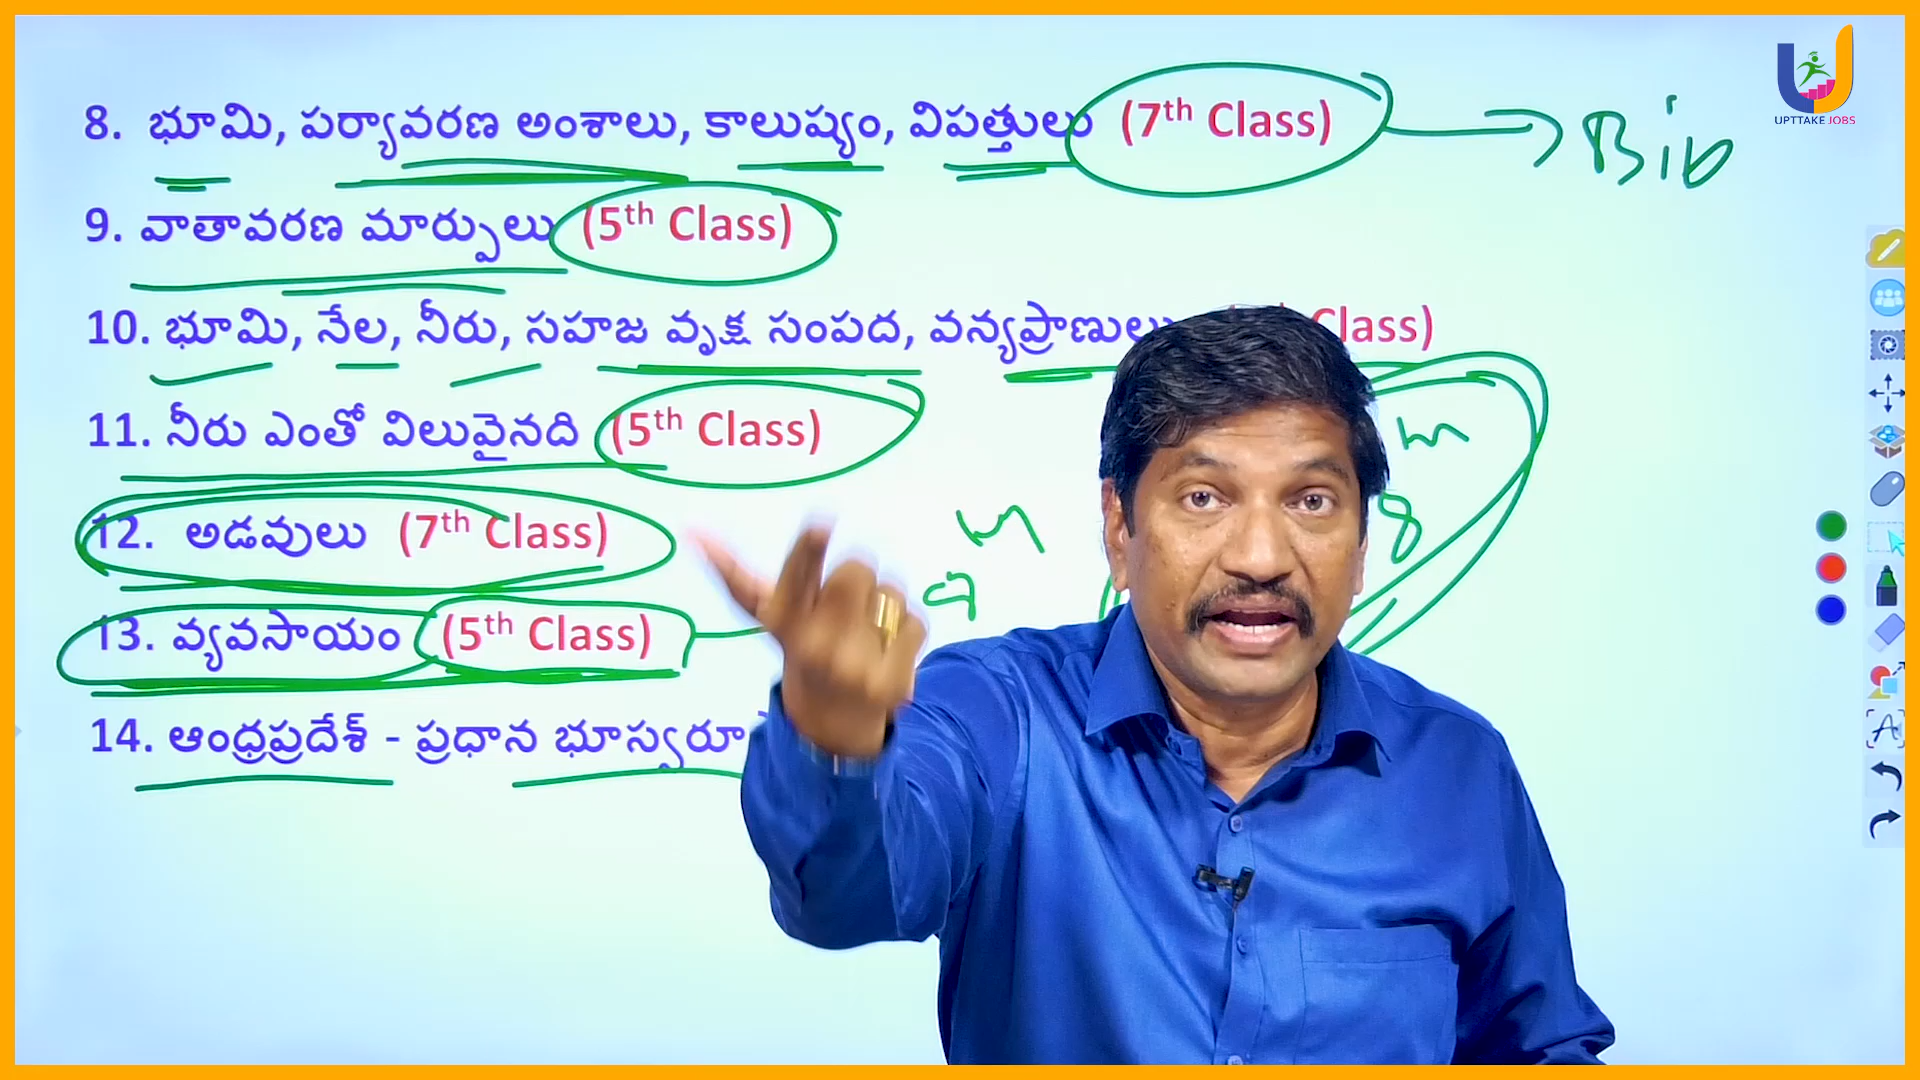 UPTTAKE JOBS
8. భూమి, పర్యావరణ అంశాలు, కాలుష్యం, విపత్తులు (7th Class) Bio
9. వాతావరణ మార్పులు (5th Class)
10. భూమి, నేల, నీరు, సహజ వృక్ష సంపద, వన్యప్రాణులు Class)
11. నీరు ఎంతో విలువైనది (5th Class)
12. అడవులు (7th Class)
8
13. వ్యవసాయం (5th Class)
14. ఆంధ్రప్రదేశ్ - ప్రధాన